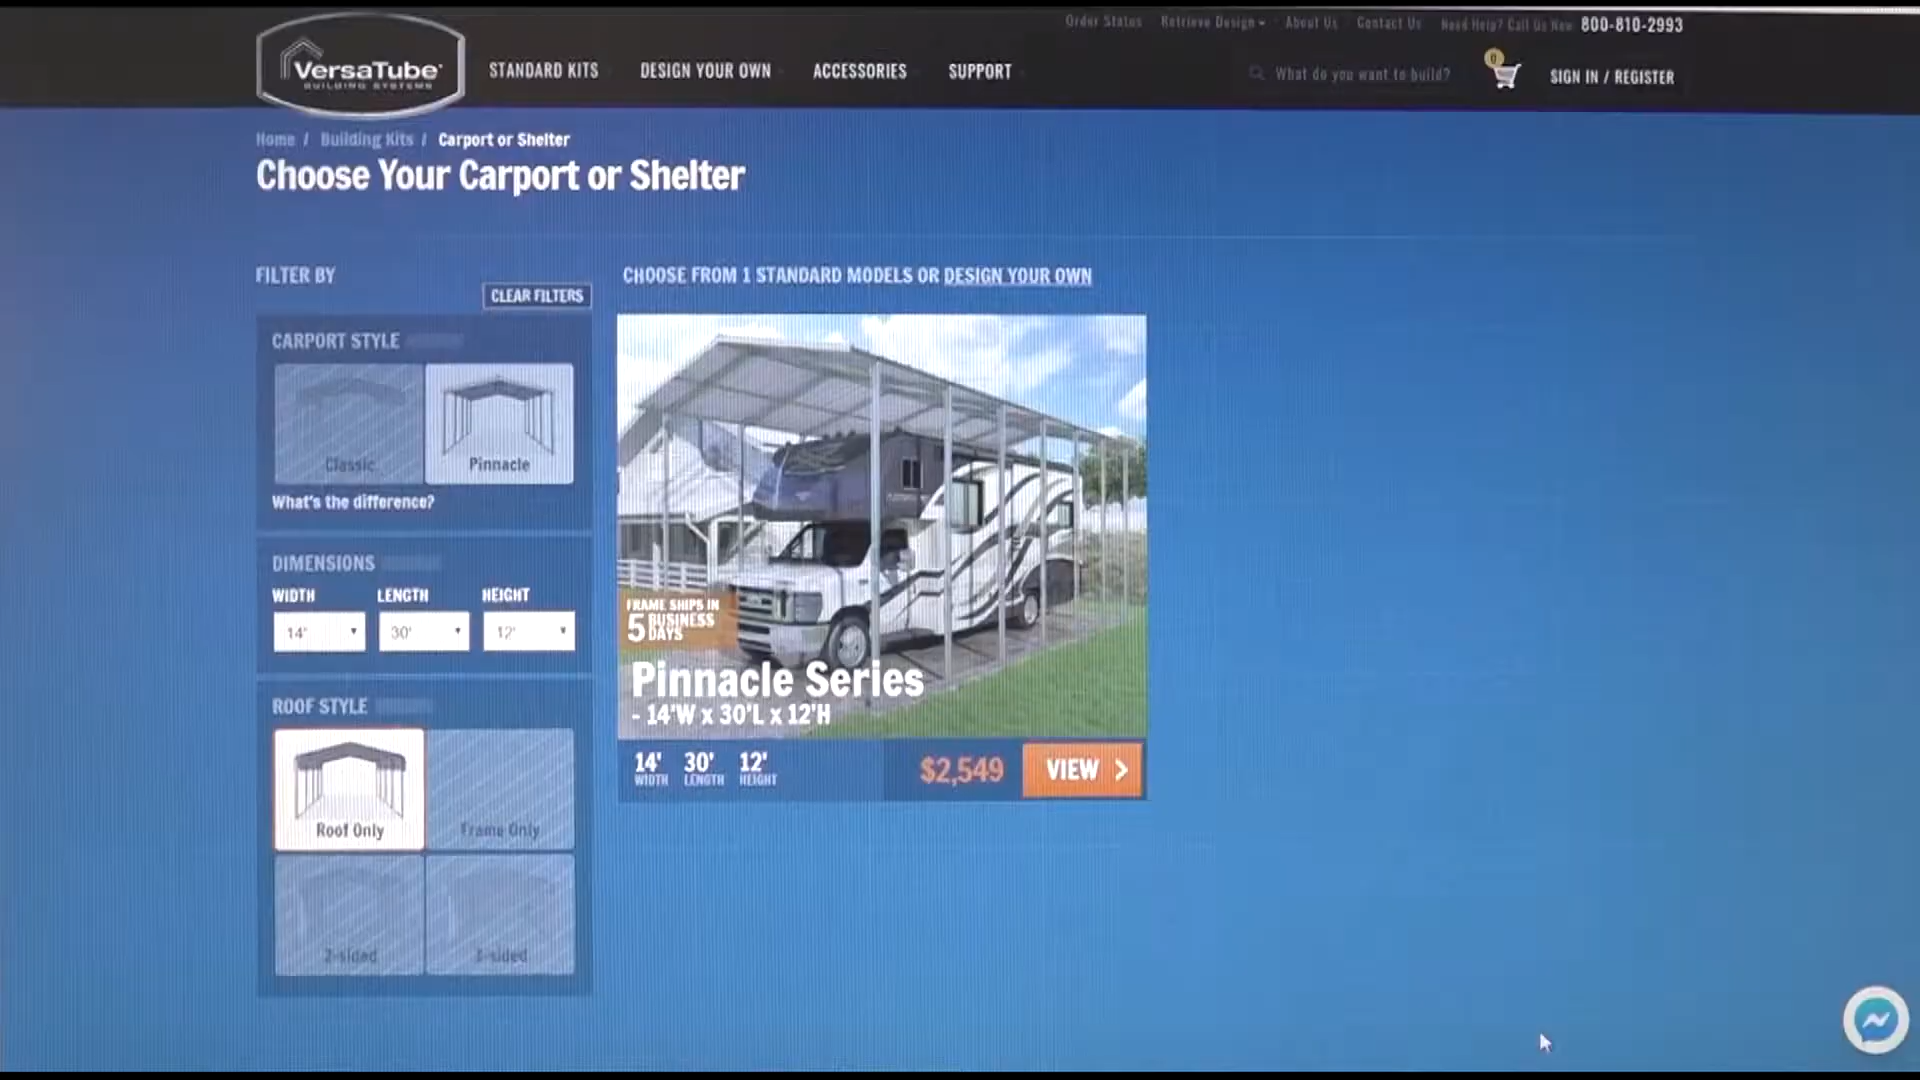 Order Status Retrieve Design About Us Contact Us Need Help? Call Us Now 800-810-2993
VersaTube
BUILDING SYSTEMS
STANDARD KITS DESIGN YOUR OWN ACCESSORIES SUPPORT
What do you want to build?
0
SIGN IN / REGISTER
Home / Building Kits / Carport or Shelter
Choose Your Carport or Shelter
FILTER BY
CLEAR FILTERS
CARPORT STYLE
Classic Pinnacle
What's the difference?
DIMENSIONS
WIDTH LENGTH HEIGHT
14' 30' 12'
ROOF STYLE
Roof Only Frame Only
2-sided 3-sided
CHOOSE FROM 1 STANDARD MODELS OR DESIGN YOUR OWN
FRAME SHIPS IN
5 BUSINESS DAYS
Pinnacle Series
- 14'W x 30'L x 12'H
14' 30' 12'
WIDTH LENGTH HEIGHT
$2,549
VIEW >